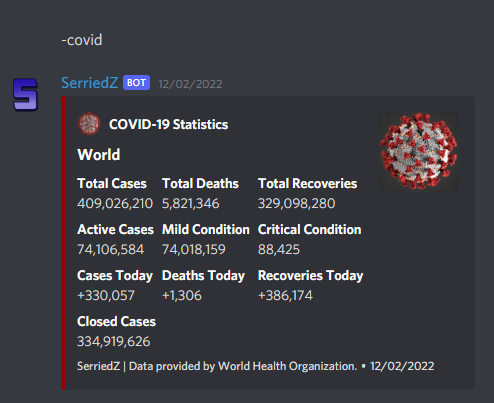 -covid
SerriedZ BOT 12/02/2022
COVID-19 Statistics
World
Total Cases Total Deaths Total Recoveries
409,026,210 5,821,346 329,098,280
Active Cases Mild Condition Critical Condition
74,106,584 74,018,159 88,425
Cases Today Deaths Today Recoveries Today
+330,057 +1,306 +386,174
Closed Cases
334,919,626
SerriedZ | Data provided by World Health Organization. • 12/02/2022